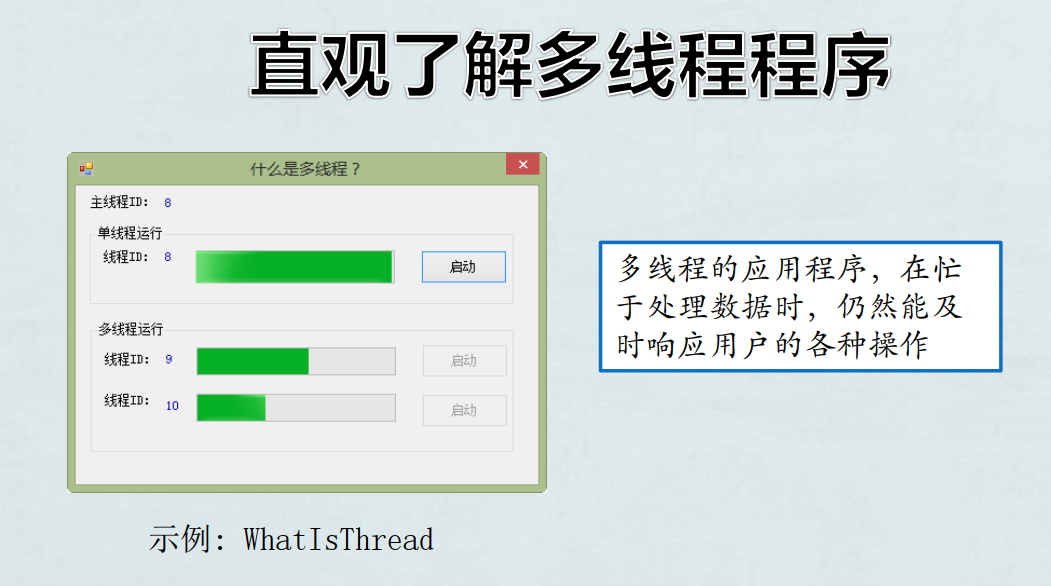 直观了解多线程程序
什么是多线程？
主线程ID: 8
单线程运行
线程ID: 8
启动
多线程运行
线程ID: 9
启动
线程ID: 10
启动
多线程的应用程序，在忙
于处理数据时，仍然能及
时响应用户的各种操作
示例：WhatIsThread